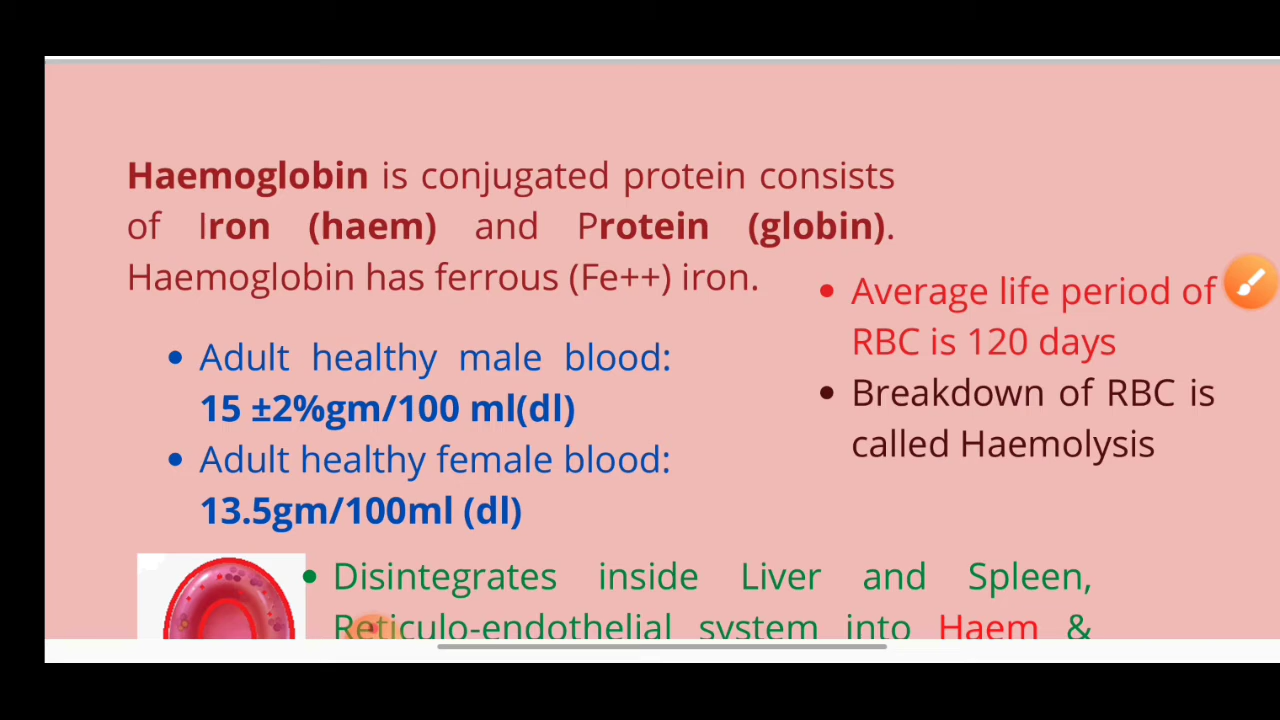 Haemoglobin is conjugated protein consists
of Iron (haem) and Protein (globin).
Haemoglobin has ferrous (Fe++) iron.
Average life period of
RBC is 120 days
Breakdown of RBC is
called Haemolysis
Adult healthy male blood:
15 ±2%gm/100 ml(dl)
Adult healthy female blood:
13.5gm/100ml (dl)
Disintegrates inside Liver and Spleen,
Reticulo-endothelial system into Haem &